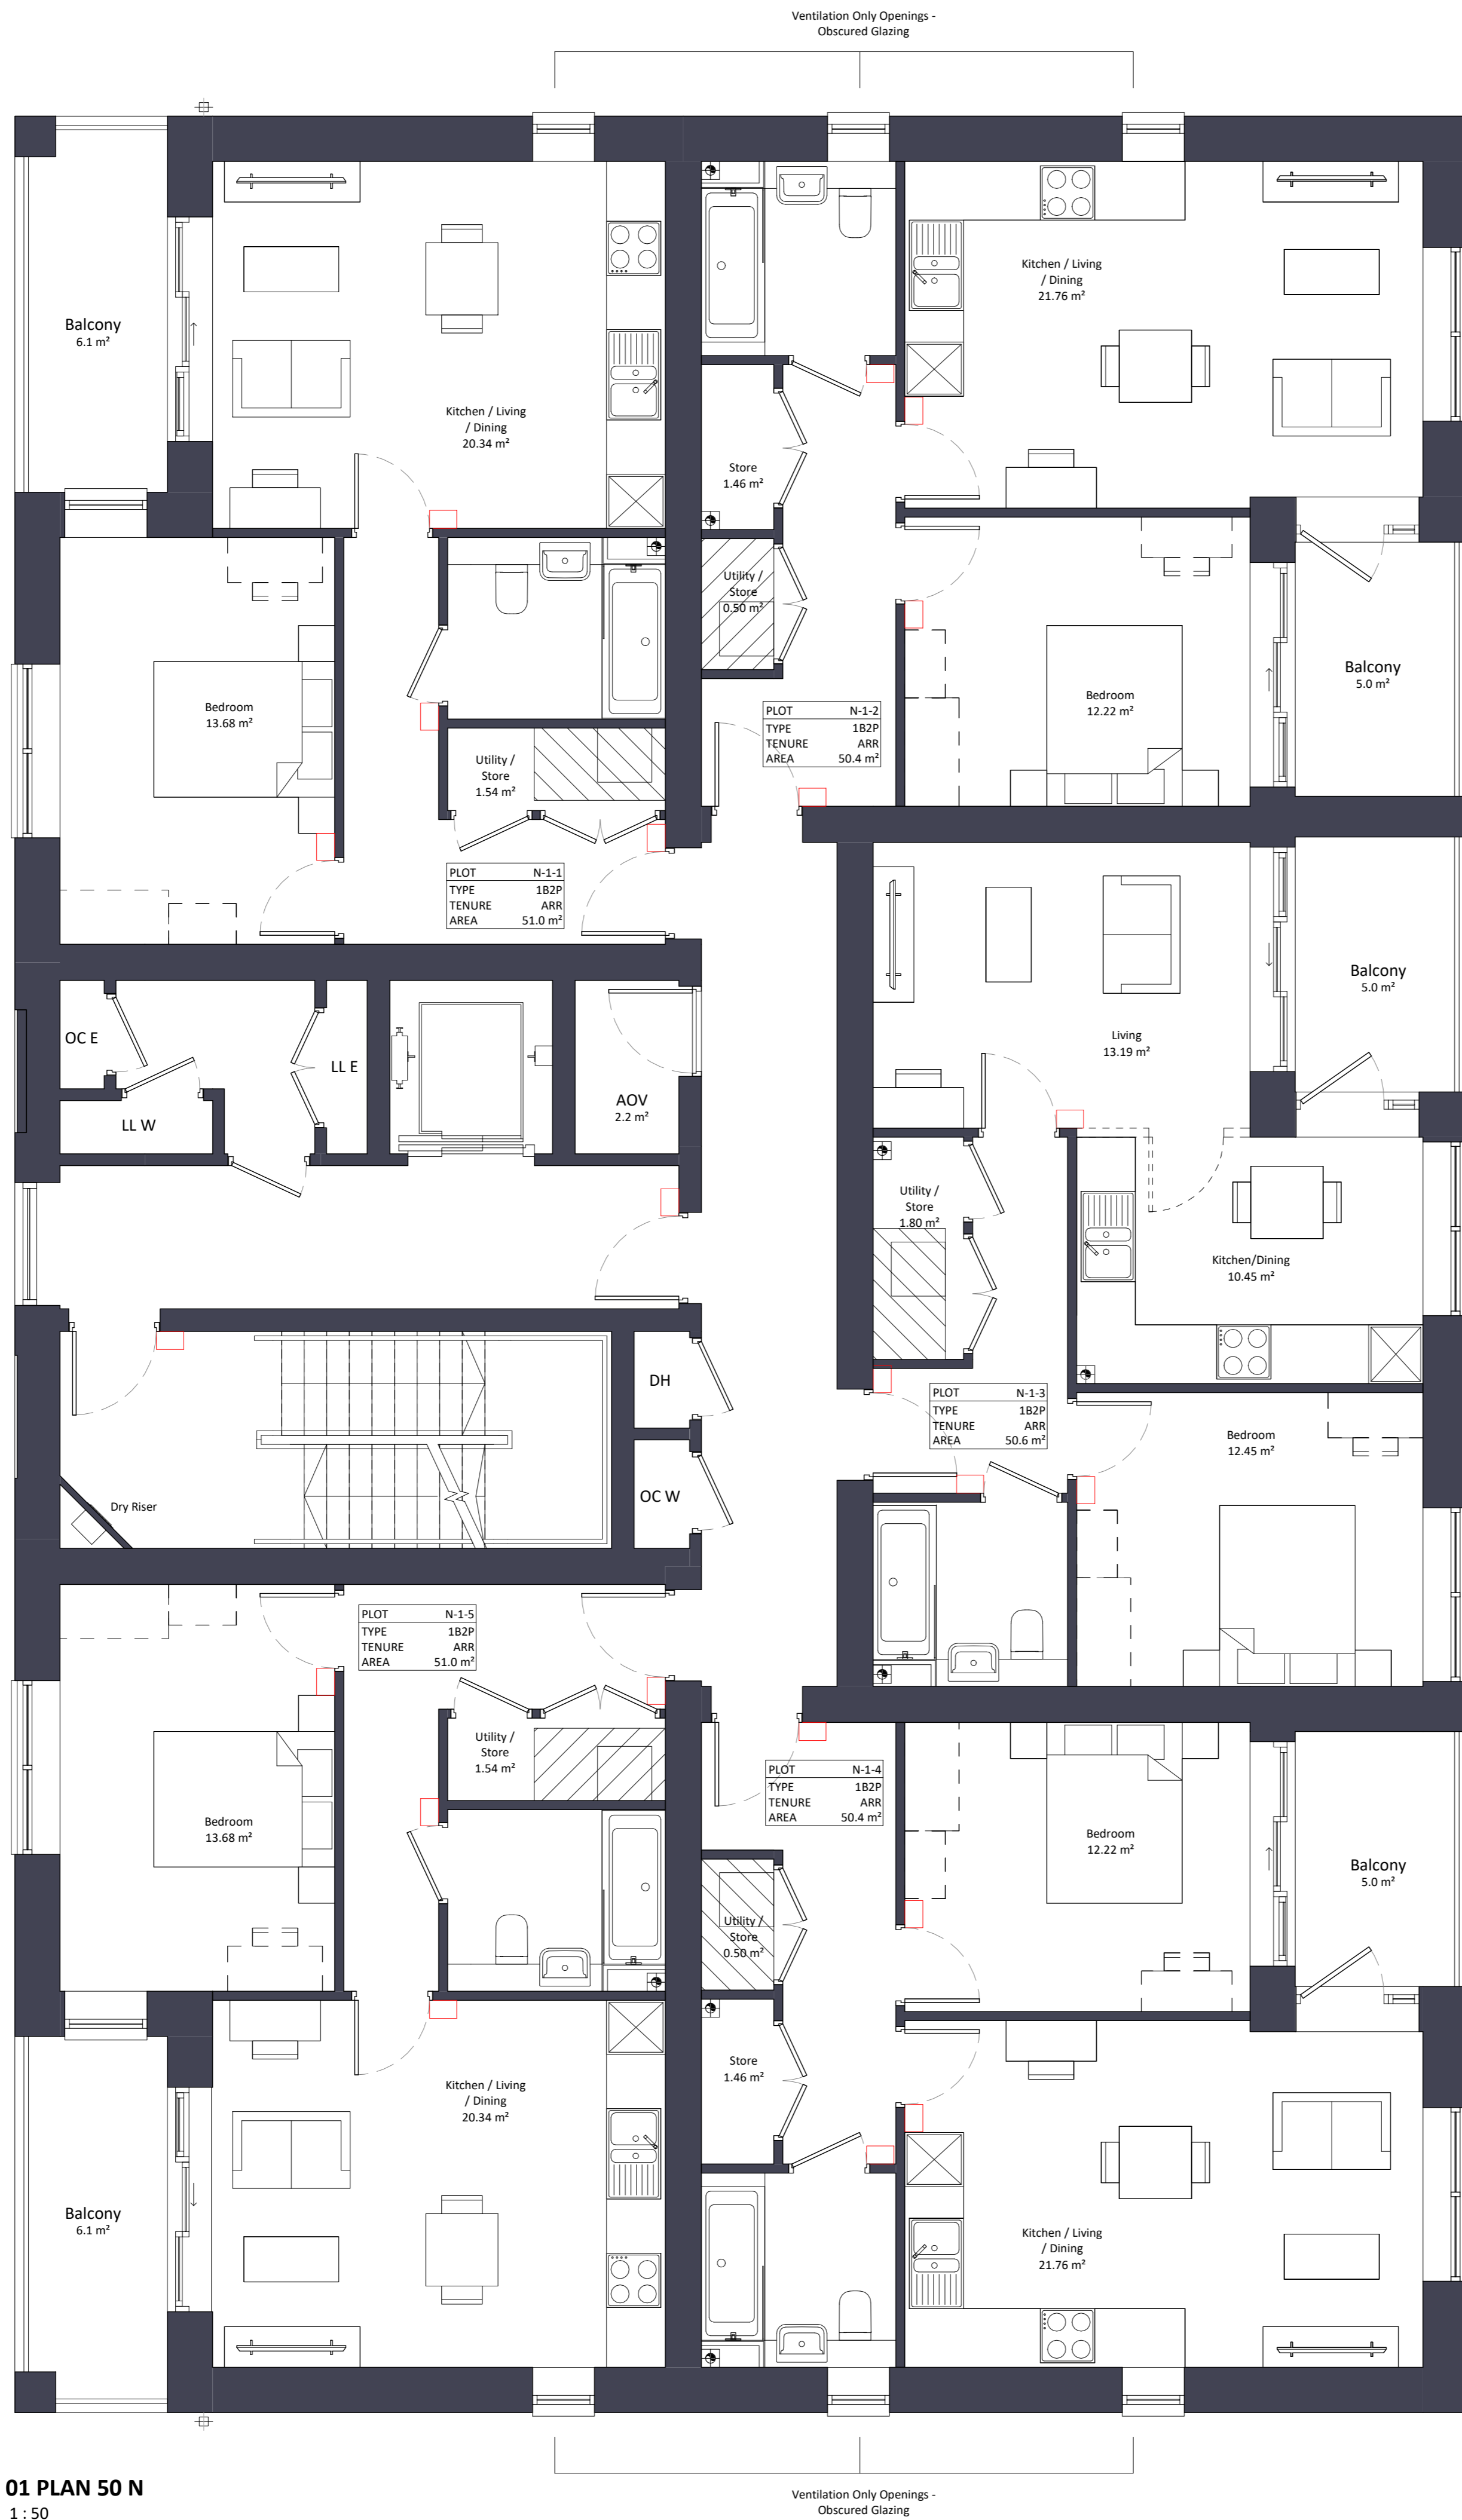 Ventilation Only Openings -
Obscured Glazing
Balcony
6.1 m²
Kitchen / Living
/ Dining
20.34 m²
Kitchen / Living
/ Dining
21.76 m²
Store
1.46 m²
Utility /
Store
0.50 m²
Bedroom
13.68 m²
Bedroom
12.22 m²
Balcony
5.0 m²
PLOT N-1-2
TYPE 1B2P
TENURE ARR
AREA 50.4 m²
Utility /
Store
1.54 m²
PLOT N-1-1
TYPE 1B2P
TENURE ARR
AREA 51.0 m²
Balcony
5.0 m²
OC E
LL E
LL W
AOV
2.2 m²
Living
13.19 m²
Utility /
Store
1.80 m²
Kitchen/Dining
10.45 m²
DH
PLOT N-1-3
TYPE 1B2P
TENURE ARR
AREA 50.6 m²
Bedroom
12.45 m²
OC W
Dry Riser
PLOT N-1-5
TYPE 1B2P
TENURE ARR
AREA 51.0 m²
Utility /
Store
1.54 m²
PLOT N-1-4
TYPE 1B2P
TENURE ARR
AREA 50.4 m²
Bedroom
13.68 m²
Bedroom
12.22 m²
Balcony
5.0 m²
Utility /
Store
0.50 m²
Store
1.46 m²
Kitchen / Living
/ Dining
20.34 m²
Balcony
6.1 m²
Kitchen / Living
/ Dining
21.76 m²
01 PLAN 50 N
1 : 50
Ventilation Only Openings -
Obscured Glazing